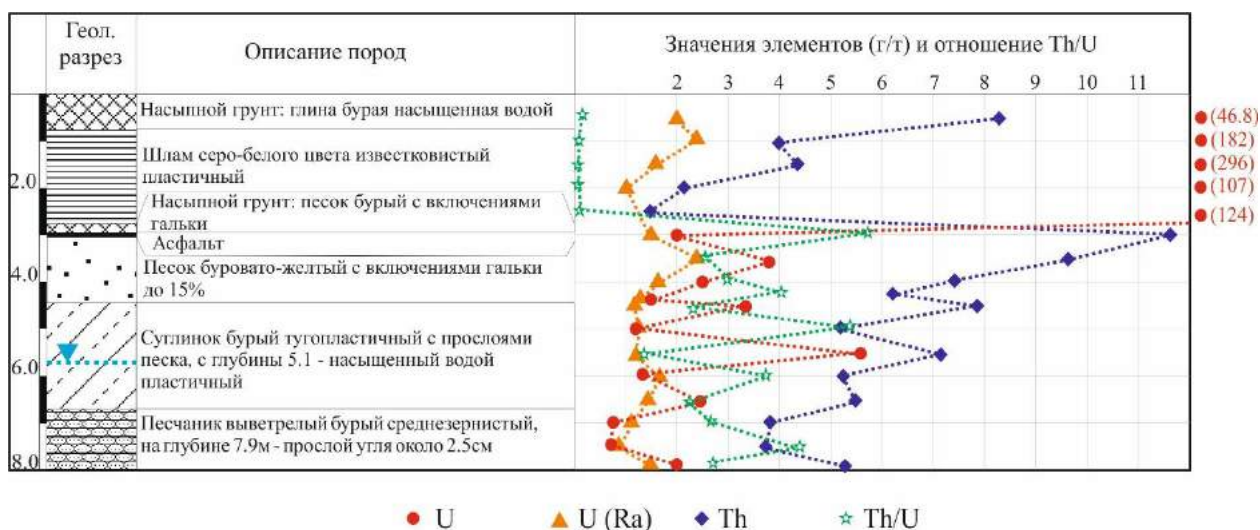 Геол.
разрез
Описание пород
Значения элементов (г/т) и отношение Th/U
2 3 4 5 6 7 8 9 10 11
Насыпной грунт: глина бурая насыщенная водой
(46.8)
(182)
Шлам серо-белого цвета известковистый
пластичный
(296)
2.0
(107)
Насыпной грунт: песок бурый с включениями
гальки
(124)
Асфальт
4.0
Песок буровато-желтый с включениями гальки
до 15%
Суглинок бурый тугопластичный с прослоями
песка, с глубины 5.1 - насыщенный водой
пластичный
6.0
Песчаник выветрелый бурый среднезернистый,
на глубине 7.9м - прослой угля около 2.5см
8.0
U U (Ra) Th Th/U